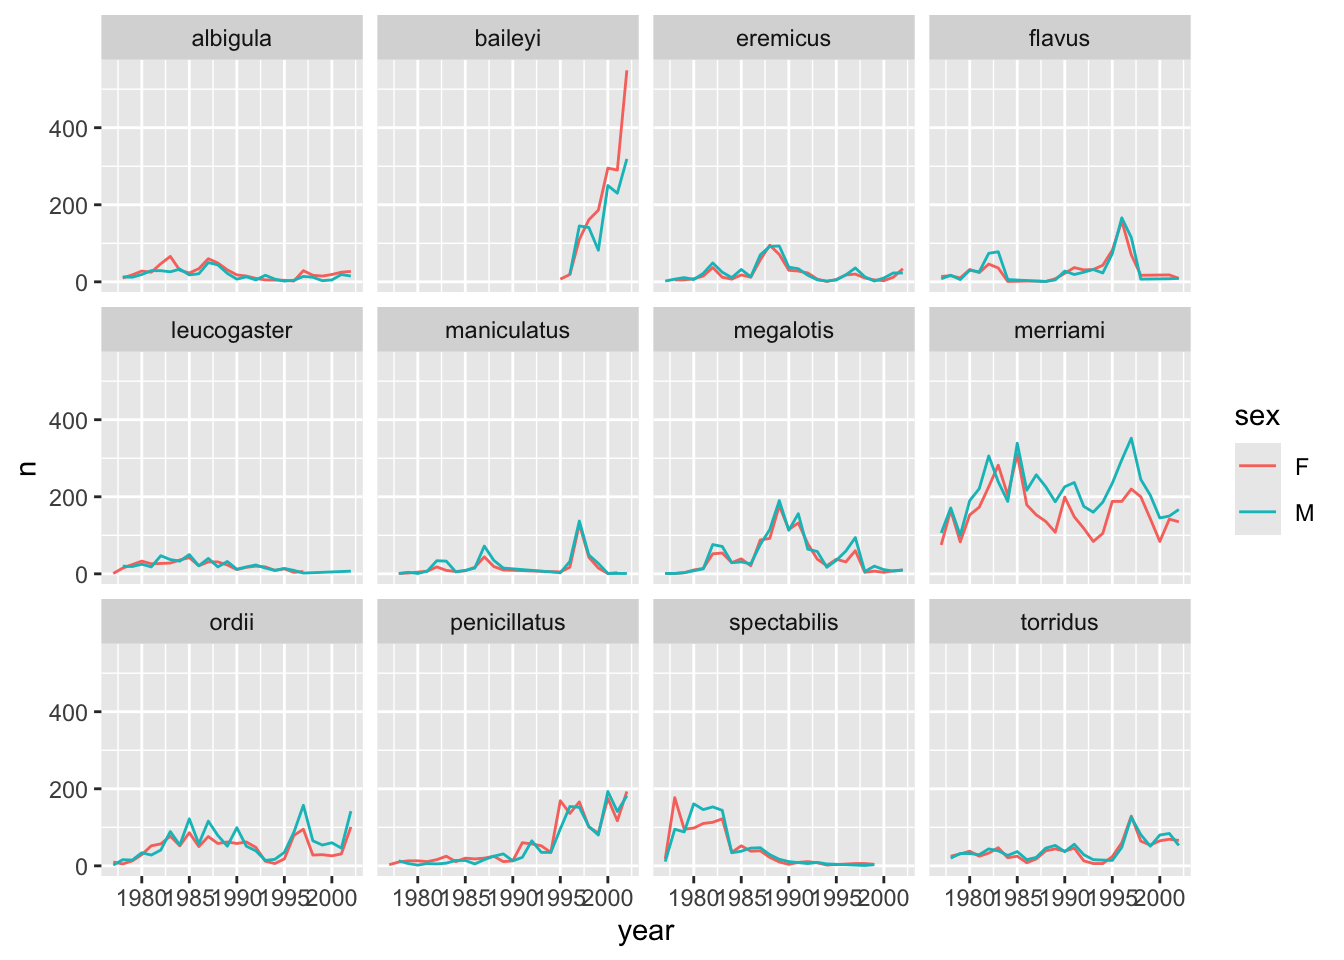 albigula baileyi eremicus flavus
400
200
0
leucogaster maniculatus megalotis merriami
400
200
0
n
sex
F
M
ordii penicillatus spectabilis torridus
400
200
0
1980 1985 1990 1995 2000 1980 1985 1990 1995 2000 1980 1985 1990 1995 2000 1980 1985 1990 1995 2000
year